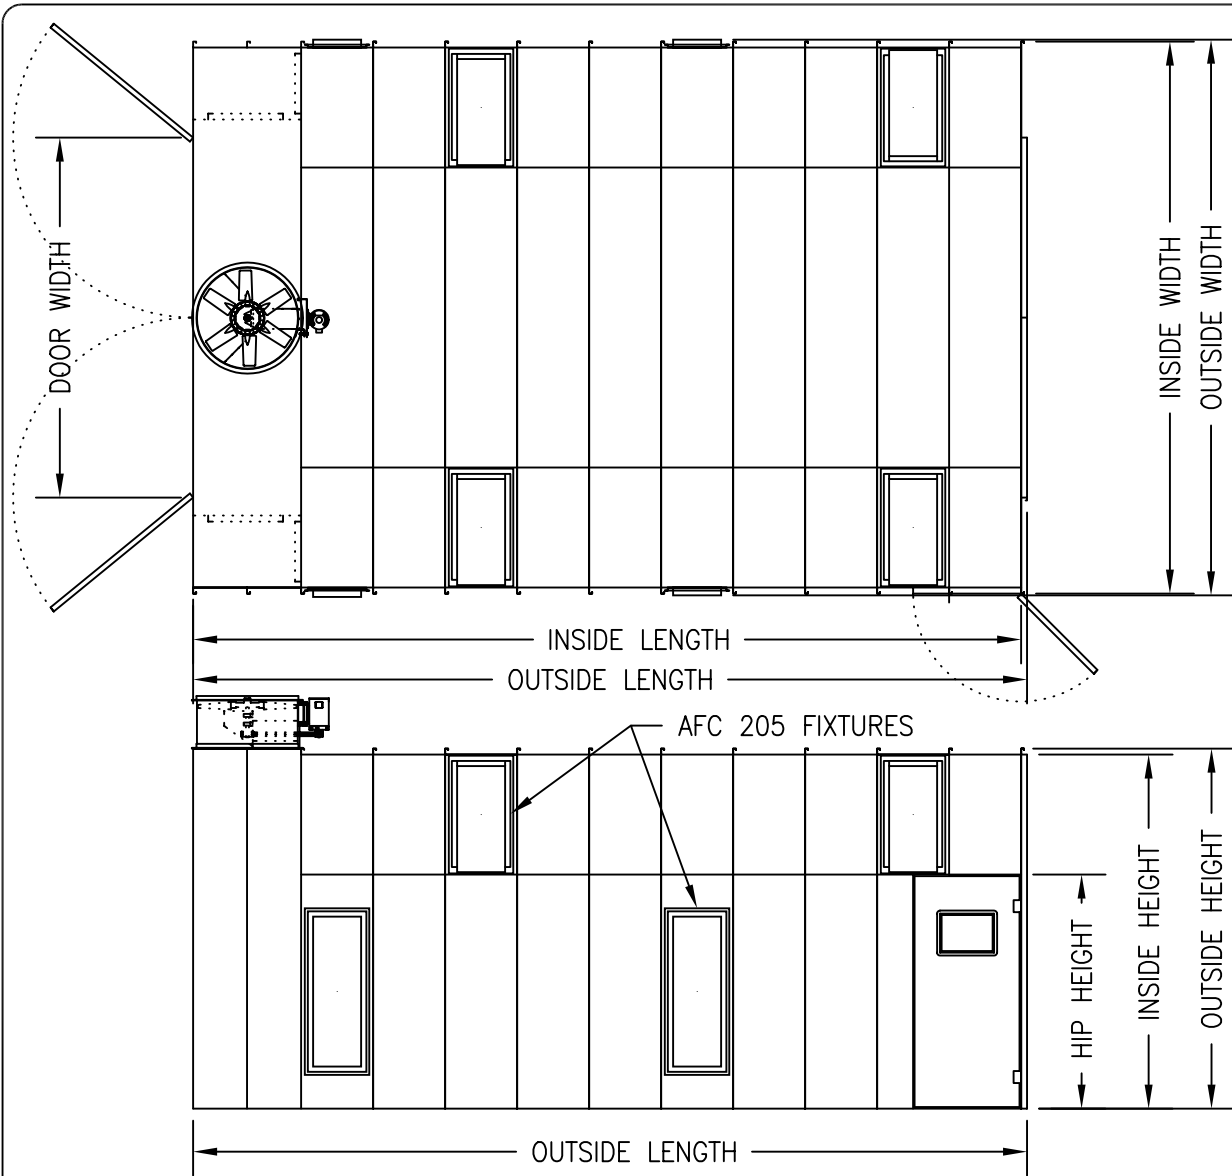 DOOR WIDTH
INSIDE WIDTH
OUTSIDE WIDTH
INSIDE LENGTH
OUTSIDE LENGTH
AFC 205 FIXTURES
HIP HEIGHT
INSIDE HEIGHT
OUTSIDE HEIGHT
OUTSIDE LENGTH